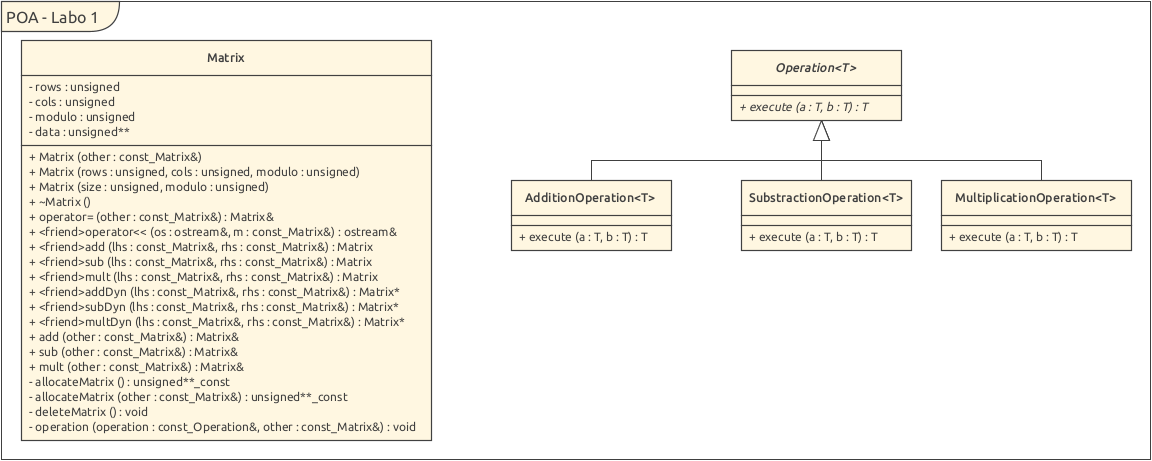 POA - Labo 1
Matrix
- rows : unsigned
- cols : unsigned
- modulo : unsigned
- data : unsigned**
+ Matrix (other : const_Matrix&)
+ Matrix (rows : unsigned, cols : unsigned, modulo : unsigned)
+ Matrix (size : unsigned, modulo : unsigned)
+ ~Matrix ()
+ operator= (other : const_Matrix&) : Matrix&
+ <friend>operator<< (os : ostream&, m : const_Matrix&) : ostream&
+ <friend>add (lhs : const_Matrix&, rhs : const_Matrix&) : Matrix
+ <friend>sub (lhs : const_Matrix&, rhs : const_Matrix&) : Matrix
+ <friend>mult (lhs : const_Matrix&, rhs : const_Matrix&) : Matrix
+ <friend>addDyn (lhs : const_Matrix&, rhs : const_Matrix&) : Matrix*
+ <friend>subDyn (lhs : const_Matrix&, rhs : const_Matrix&) : Matrix*
+ <friend>multDyn (lhs : const_Matrix&, rhs : const_Matrix&) : Matrix*
+ add (other : const_Matrix&) : Matrix&
+ sub (other : const_Matrix&) : Matrix&
+ mult (other : const_Matrix&) : Matrix&
- allocateMatrix () : unsigned**_const
- allocateMatrix (other : const_Matrix&) : unsigned**_const
- deleteMatrix () : void
- operation (operation : const_Operation&, other : const_Matrix&) : void
Operation<T>
+ execute (a : T, b : T) : T
AdditionOperation<T>
+ execute (a : T, b : T) : T
SubstractionOperation<T>
+ execute (a : T, b : T) : T
MultiplicationOperation<T>
+ execute (a : T, b : T) : T